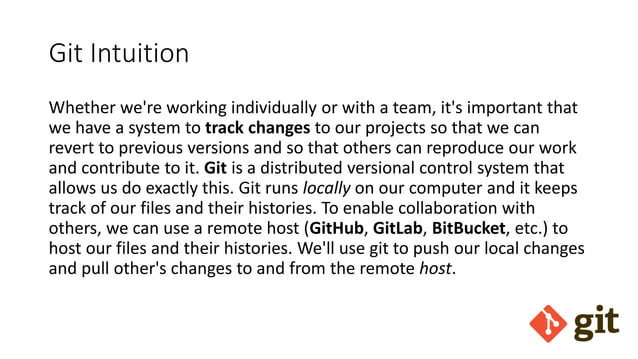 Git Intuition
Whether we're working individually or with a team, it's important that
we have a system to track changes to our projects so that we can
revert to previous versions and so that others can reproduce our work
and contribute to it. Git is a distributed versional control system that
allows us do exactly this. Git runs locally on our computer and it keeps
track of our files and their histories. To enable collaboration with
others, we can use a remote host (GitHub, GitLab, BitBucket, etc.) to
host our files and their histories. We'll use git to push our local changes
and pull other's changes to and from the remote host.
git